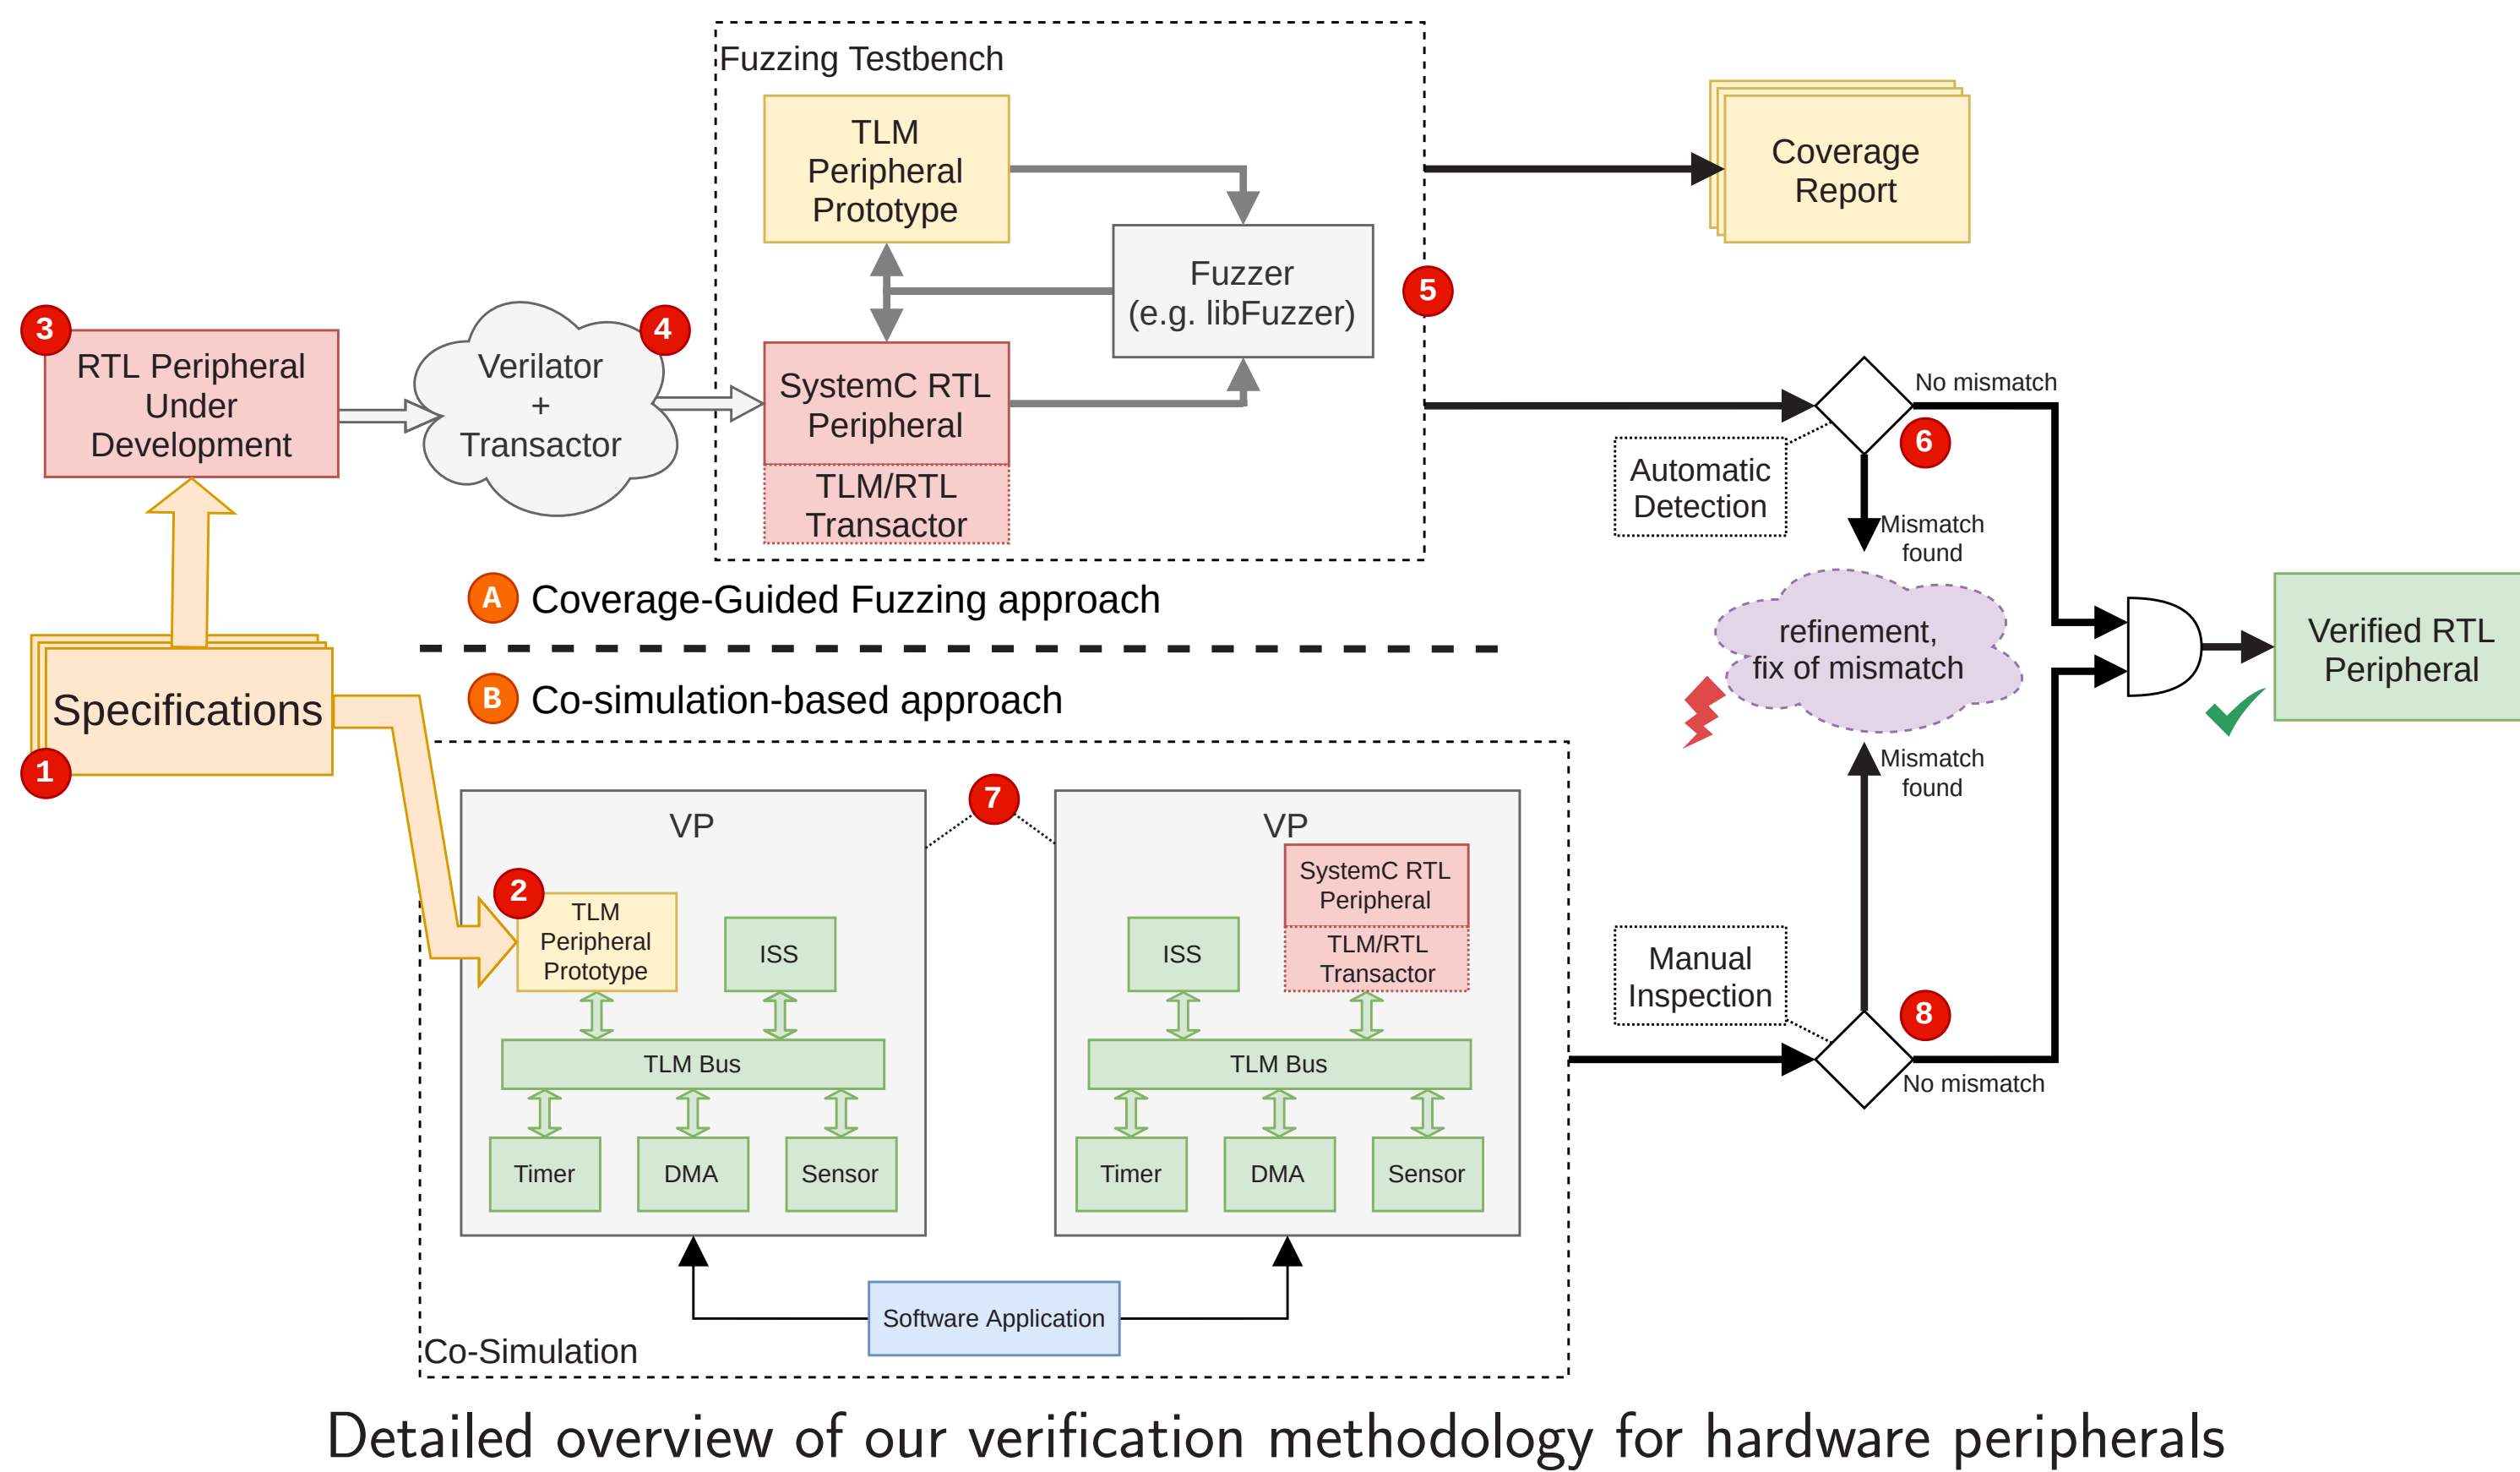 Fuzzing Testbench
TLM
Peripheral
Prototype
Coverage
Report
Fuzzer
(e.g. libFuzzer)
5
3
RTL Peripheral
Under
Development
4
Verilator
+
Transactor
SystemC RTL
Peripheral
TLM/RTL
Transactor
No mismatch
6
Automatic
Detection
Mismatch
found
A Coverage-Guided Fuzzing approach
B Co-simulation-based approach
refinement,
fix of mismatch
Verified RTL
Peripheral
Specifications
1
Mismatch
found
7
VP
2
TLM
Peripheral
Prototype
ISS
TLM Bus
Timer
DMA
Sensor
VP
SystemC RTL
Peripheral
ISS
TLM/RTL
Transactor
TLM Bus
Timer
DMA
Sensor
Manual
Inspection
8
No mismatch
Software Application
Co-Simulation
Detailed overview of our verification methodology for hardware peripherals